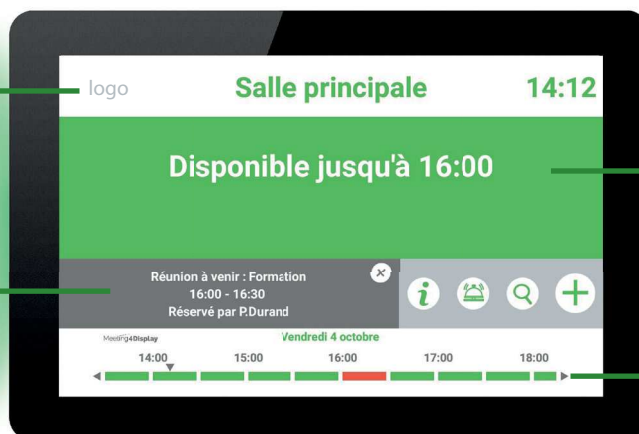 logo
Salle principale
14:12
Disponible jusqu'à 16:00
Réunion à venir : Formation
16:00 - 16:30
Réservé par P.Durand
i
Meeting4Display
Vendredi 4 octobre
14:00 15:00 16:00 17:00 18:00